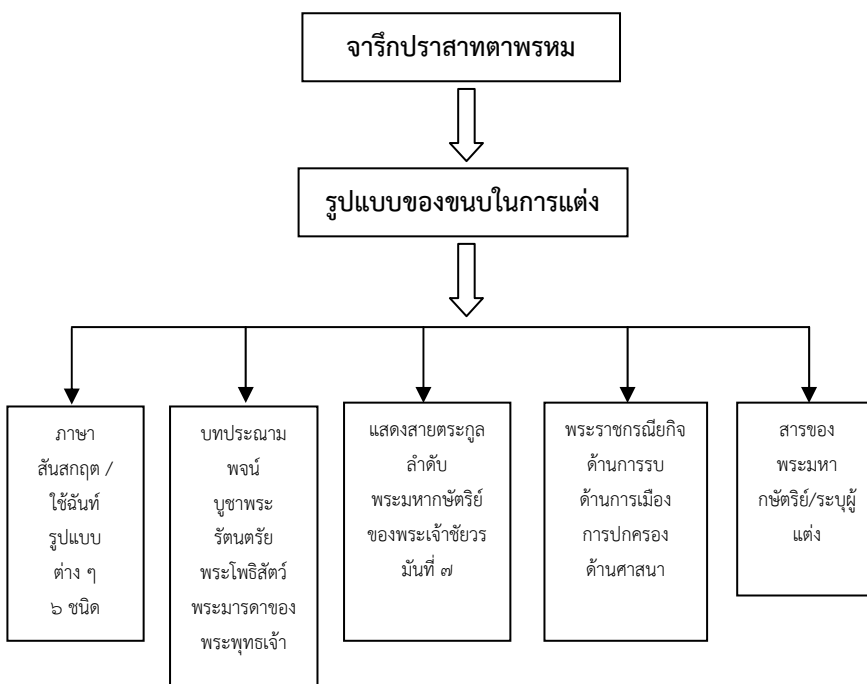 จารึกปราสาทตาพรหม
รูปแบบของขนบในการแต่ง
ภาษา
สันสกฤต /
ใช้ฉันท์
รูปแบบ
ต่าง ๆ
๖ ชนิด
บทประณาม
พจน์
บูชาพระ
รัตนตรัย
พระโพธิสัตว์
พระมารดาของ
พระพุทธเจ้า
แสดงสายตระกูล
ลำดับ
พระมหากษัตริย์
ของพระเจ้าชัยวร
มันที่ ๗
พระราชกรณียกิจ
ด้านการรบ
ด้านการเมือง
การปกครอง
ด้านศาสนา
สารของ
พระมหา
กษัตริย์/ระบุผู้
แต่ง